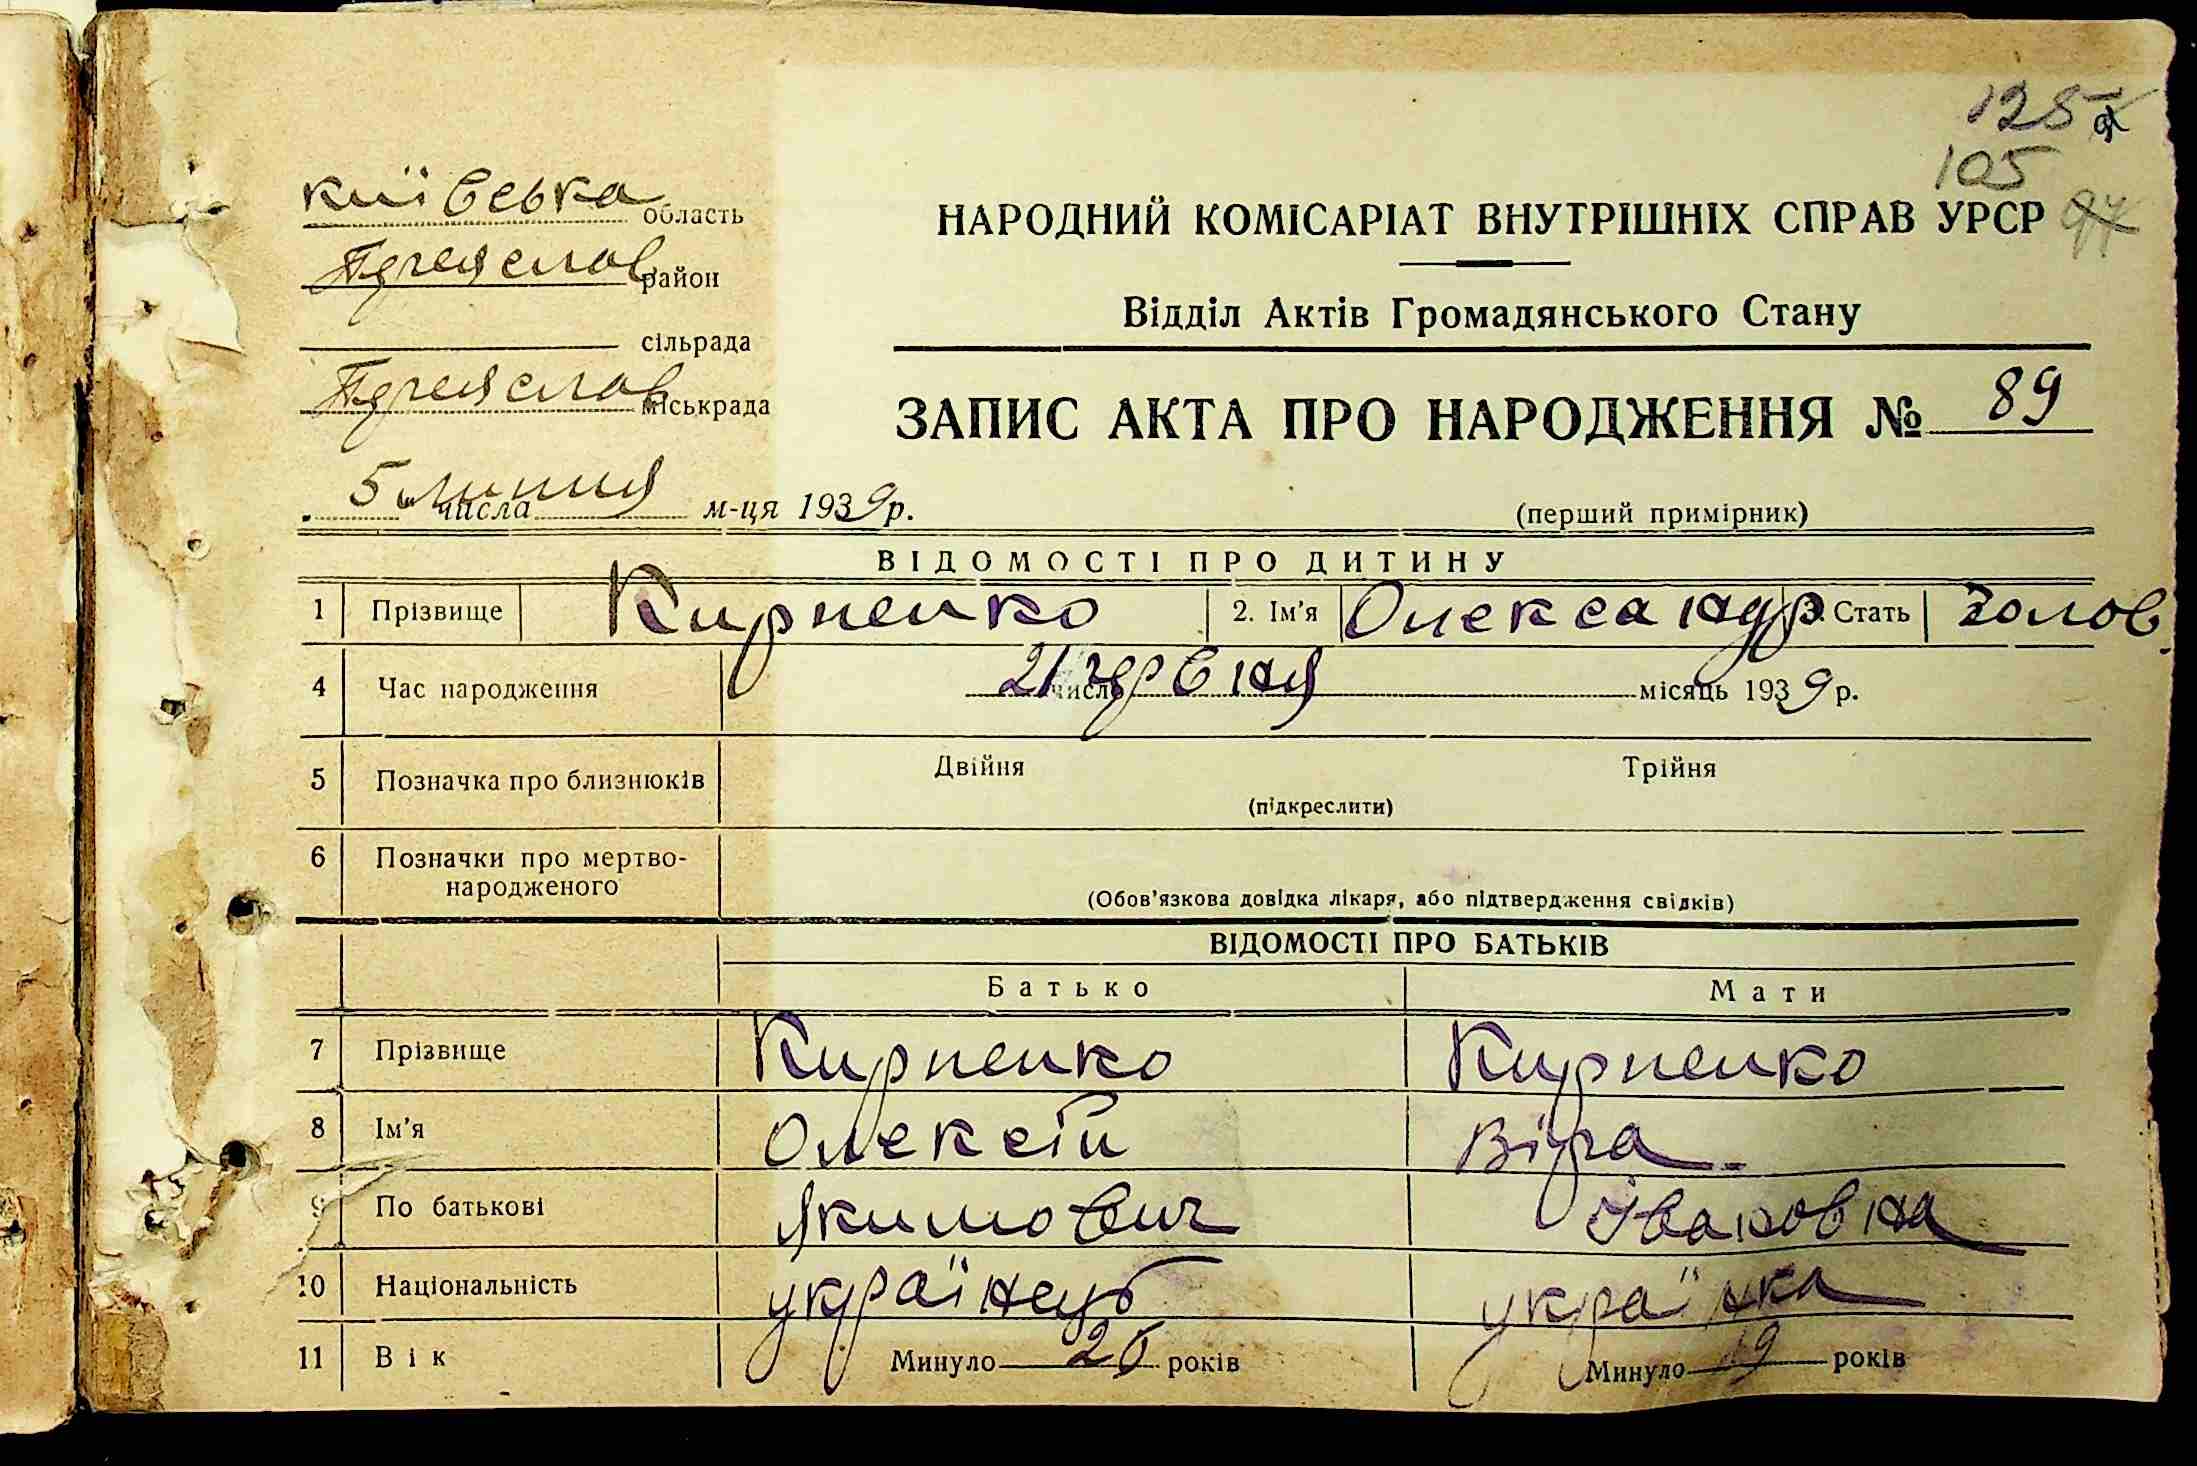 125
105
97
київська область
Переяслав район
сільрада
Переяслав міськрада
5 числа липня м-ця 1939 р.
НАРОДНИЙ КОМІСАРІАТ ВНУТРІШНІХ СПРАВ УРСР
Відділ Актів Громадянського Стану
ЗАПИС АКТА ПРО НАРОДЖЕННЯ № 89
(перший примірник)
ВІДОМОСТІ ПРО ДИТИНУ
1 Прізвище Кирпенко 2. Ім'я Олександр 3. Стать чолов.
4 Час народження 21 число червня місяць 1939 р.
5 Позначка про близнюків Двійня Трійня
(підкреслити)
6 Позначки про мертво-
народженого
(Обов'язкова довідка лікаря, або підтвердження свідків)
ВІДОМОСТІ ПРО БАТЬКІВ
Батько Мати
7 Прізвище Кирпенко Кирпенко
8 Ім'я Олексій Віра
9 По батькові Якимович Івановна
10 Національність українець українка
11 Вік Минуло 26 років Минуло 19 років